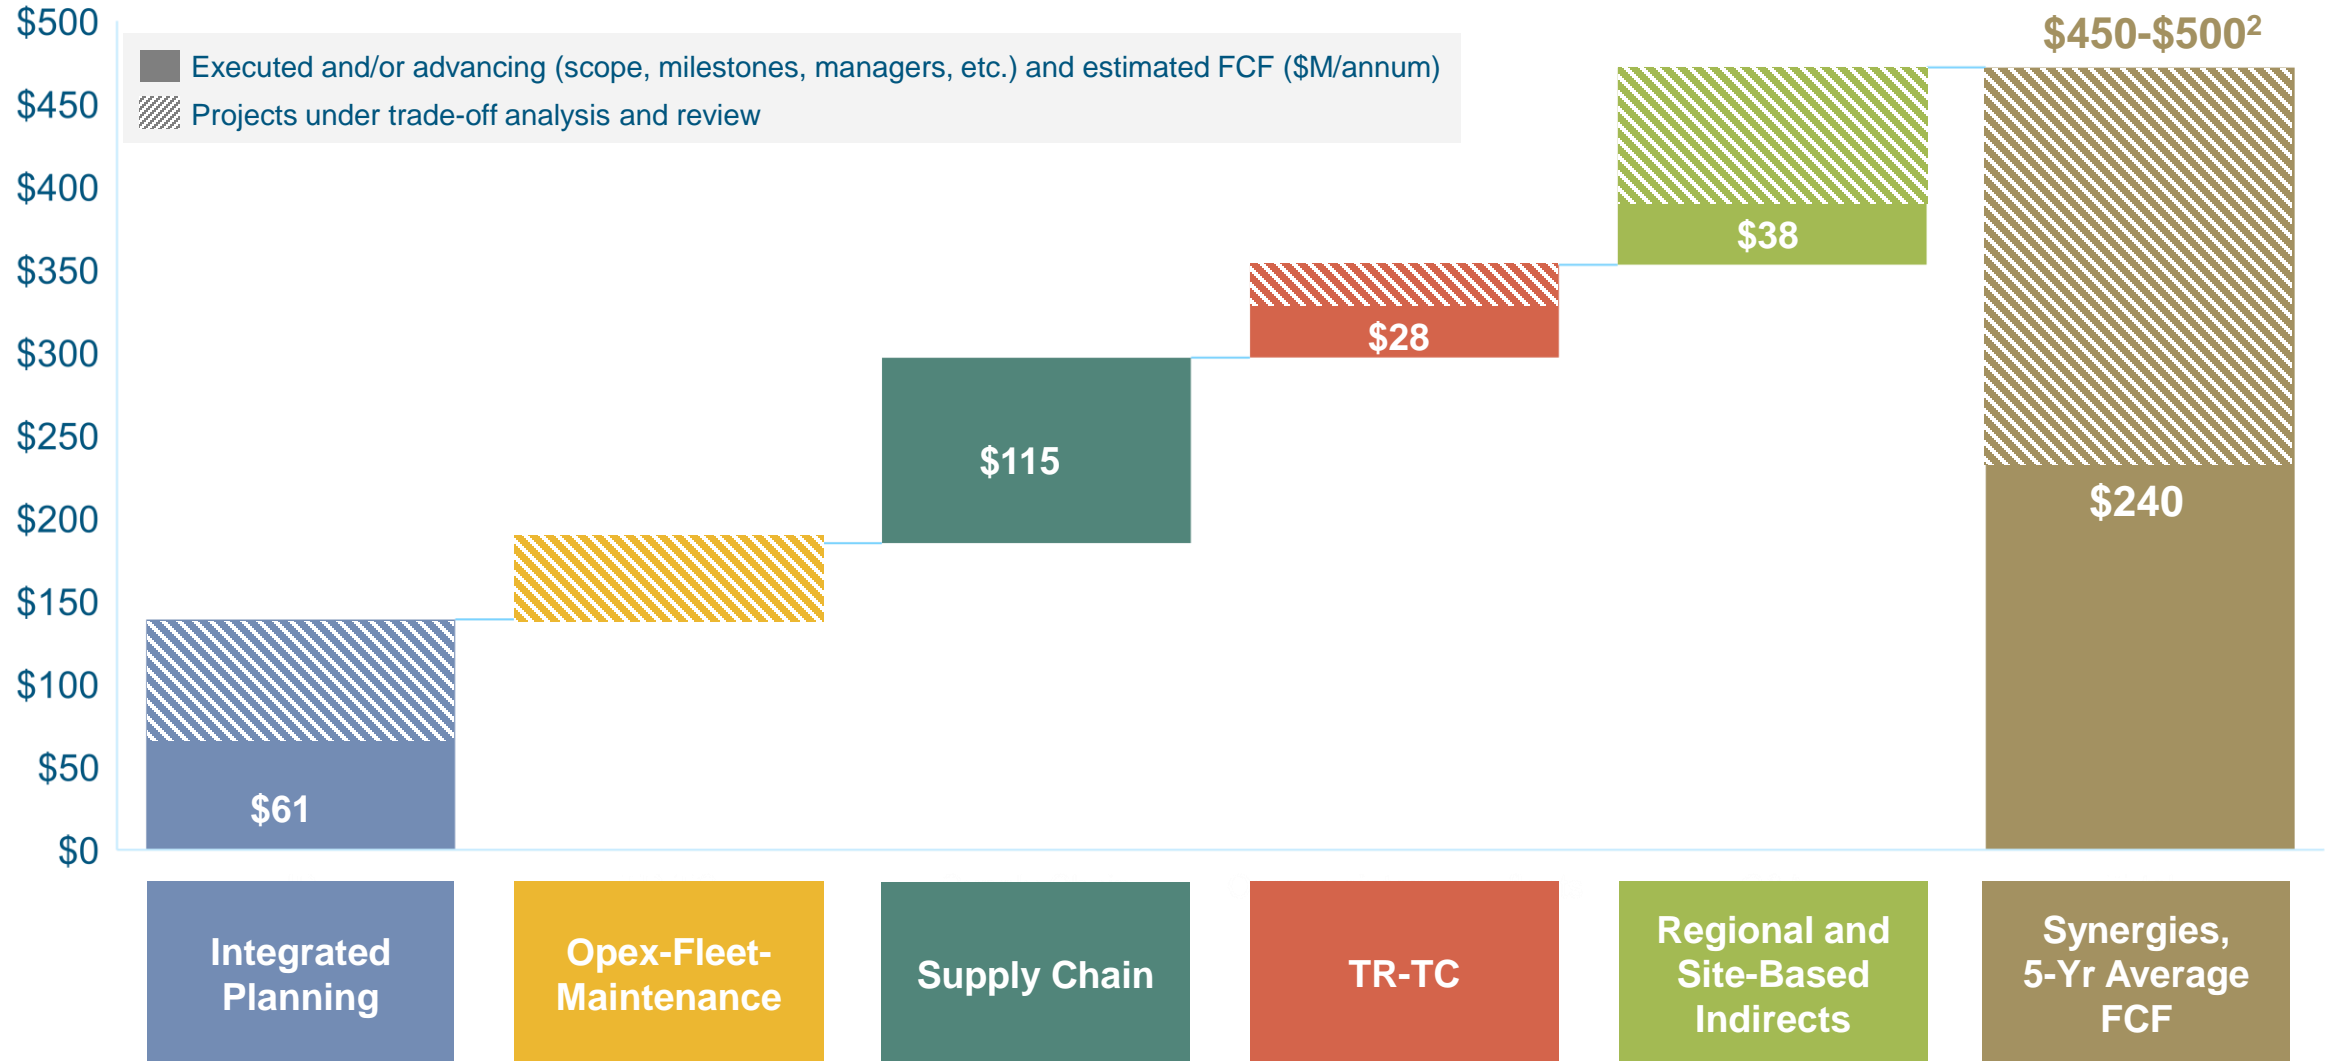 $500
$450
$400
$350
$300
$250
$200
$150
$100
$50
$0
Executed and/or advancing (scope, milestones, managers, etc.) and estimated FCF ($M/annum)
Projects under trade-off analysis and review
$61
$115
$28
$38
$450-$500²
$240
Integrated
Planning
Opex-Fleet-
Maintenance
Supply Chain
TR-TC
Regional and
Site-Based
Indirects
Synergies,
5-Yr Average
FCF